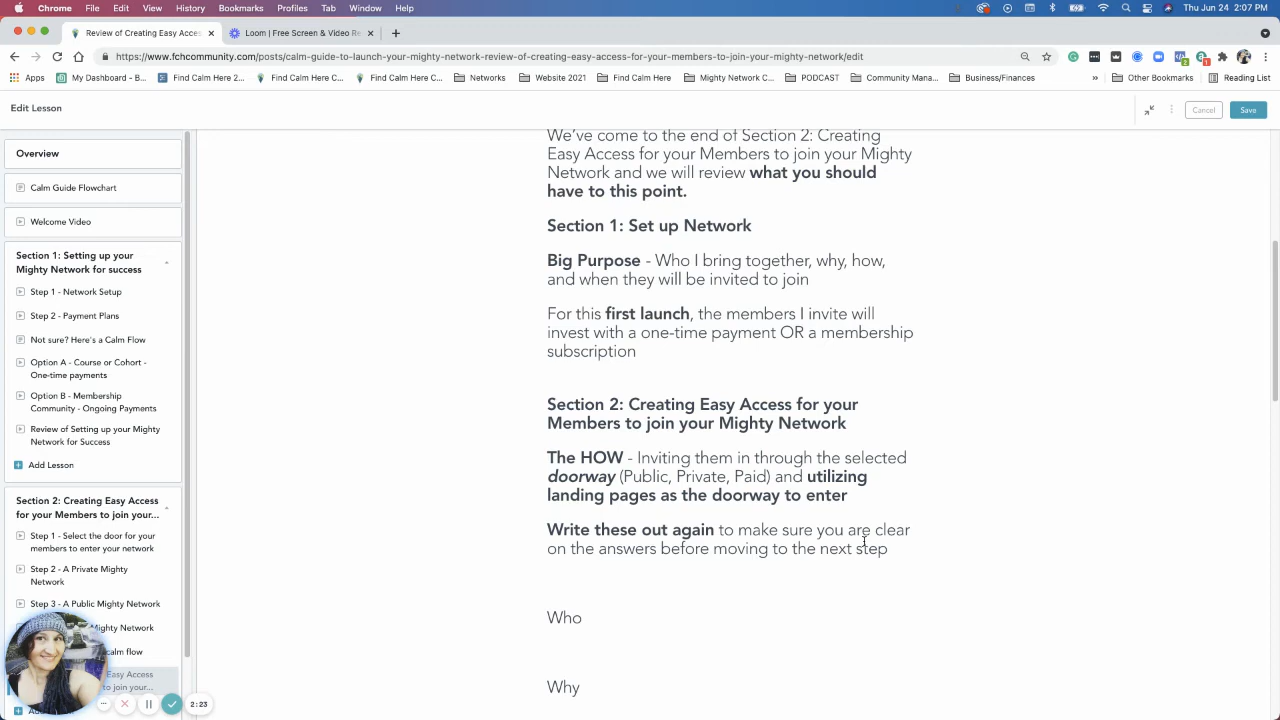 Chrome File Edit View History Bookmarks Profiles Tab Window Help
Thu Jun 24 2:07 PM
Review of Creating Easy Acces
Loom | Free Screen & Video Re
https://www.fchcommunity.com/posts/calm-guide-to-launch-your-mighty-network-review-of-creating-easy-access-for-your-members-to-join-your-mighty-network/edit
Apps My Dashboard - B... Find Calm Here 2... Find Calm Here C... Find Calm Here C... Networks Website 2021 Find Calm Here Mighty Network C... PODCAST Community Mana... Business/Finances » Other Bookmarks Reading List
Edit Lesson
Cancel
Save
Overview
Calm Guide Flowchart
Welcome Video
Section 1: Setting up your
Mighty Network for success
Step 1 - Network Setup
Step 2 - Payment Plans
Not sure? Here's a Calm Flow
Option A - Course or Cohort -
One-time payments
Option B - Membership
Community - Ongoing Payments
Review of Setting up your Mighty
Network for Success
Add Lesson
Section 2: Creating Easy Access
for your Members to join your...
Step 1 - Select the door for your
members to enter your network
Step 2 - A Private Mighty
Network
Step 3 - A Public Mighty Network
Mighty Network
calm flow
Easy Access
to join your...
2:23
We've come to the end of Section 2: Creating
Easy Access for your Members to join your Mighty
Network and we will review what you should
have to this point.
Section 1: Set up Network
Big Purpose - Who I bring together, why, how,
and when they will be invited to join
For this first launch, the members I invite will
invest with a one-time payment OR a membership
subscription
Section 2: Creating Easy Access for your
Members to join your Mighty Network
The HOW - Inviting them in through the selected
doorway (Public, Private, Paid) and utilizing
landing pages as the doorway to enter
Write these out again to make sure you are clear
on the answers before moving to the next step
Who
Why